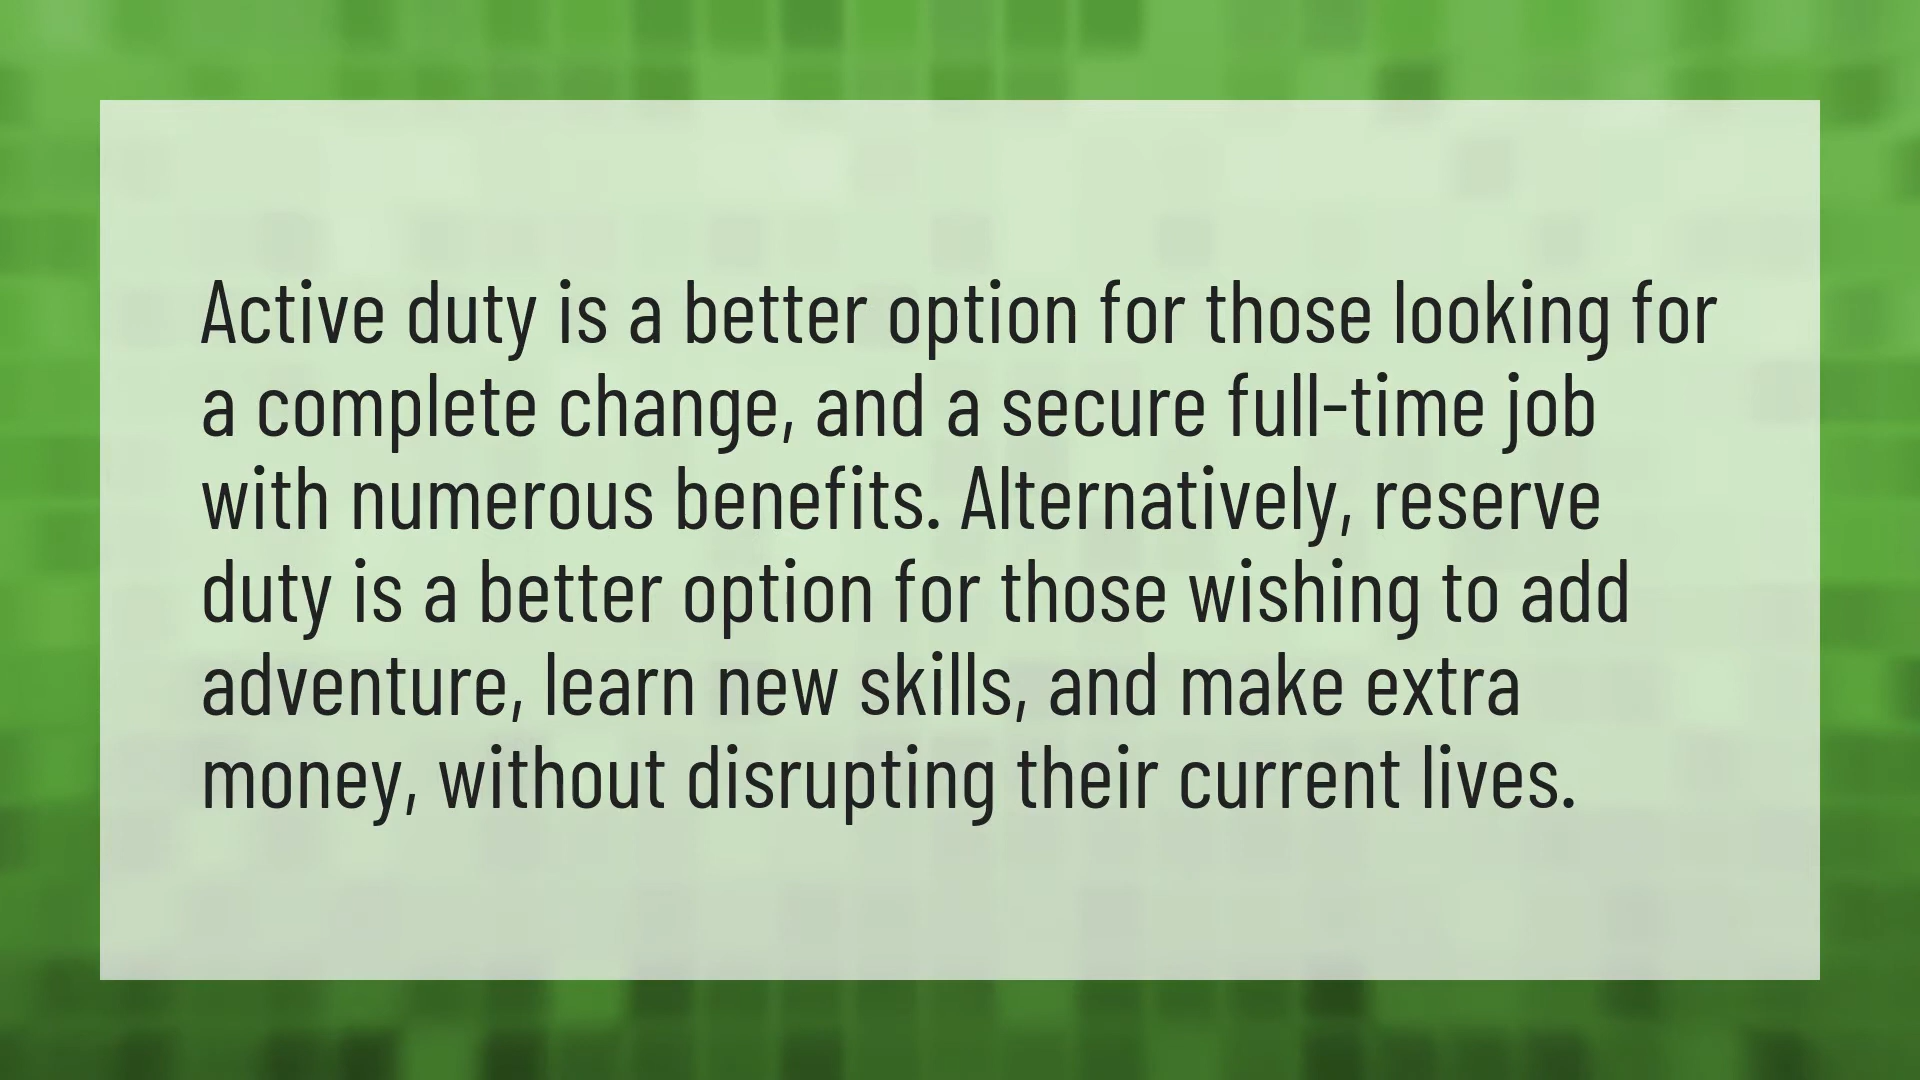 Active duty is a better option for those looking for
a complete change, and a secure full-time job
with numerous benefits. Alternatively, reserve
duty is a better option for those wishing to add
adventure, learn new skills, and make extra
money, without disrupting their current lives.